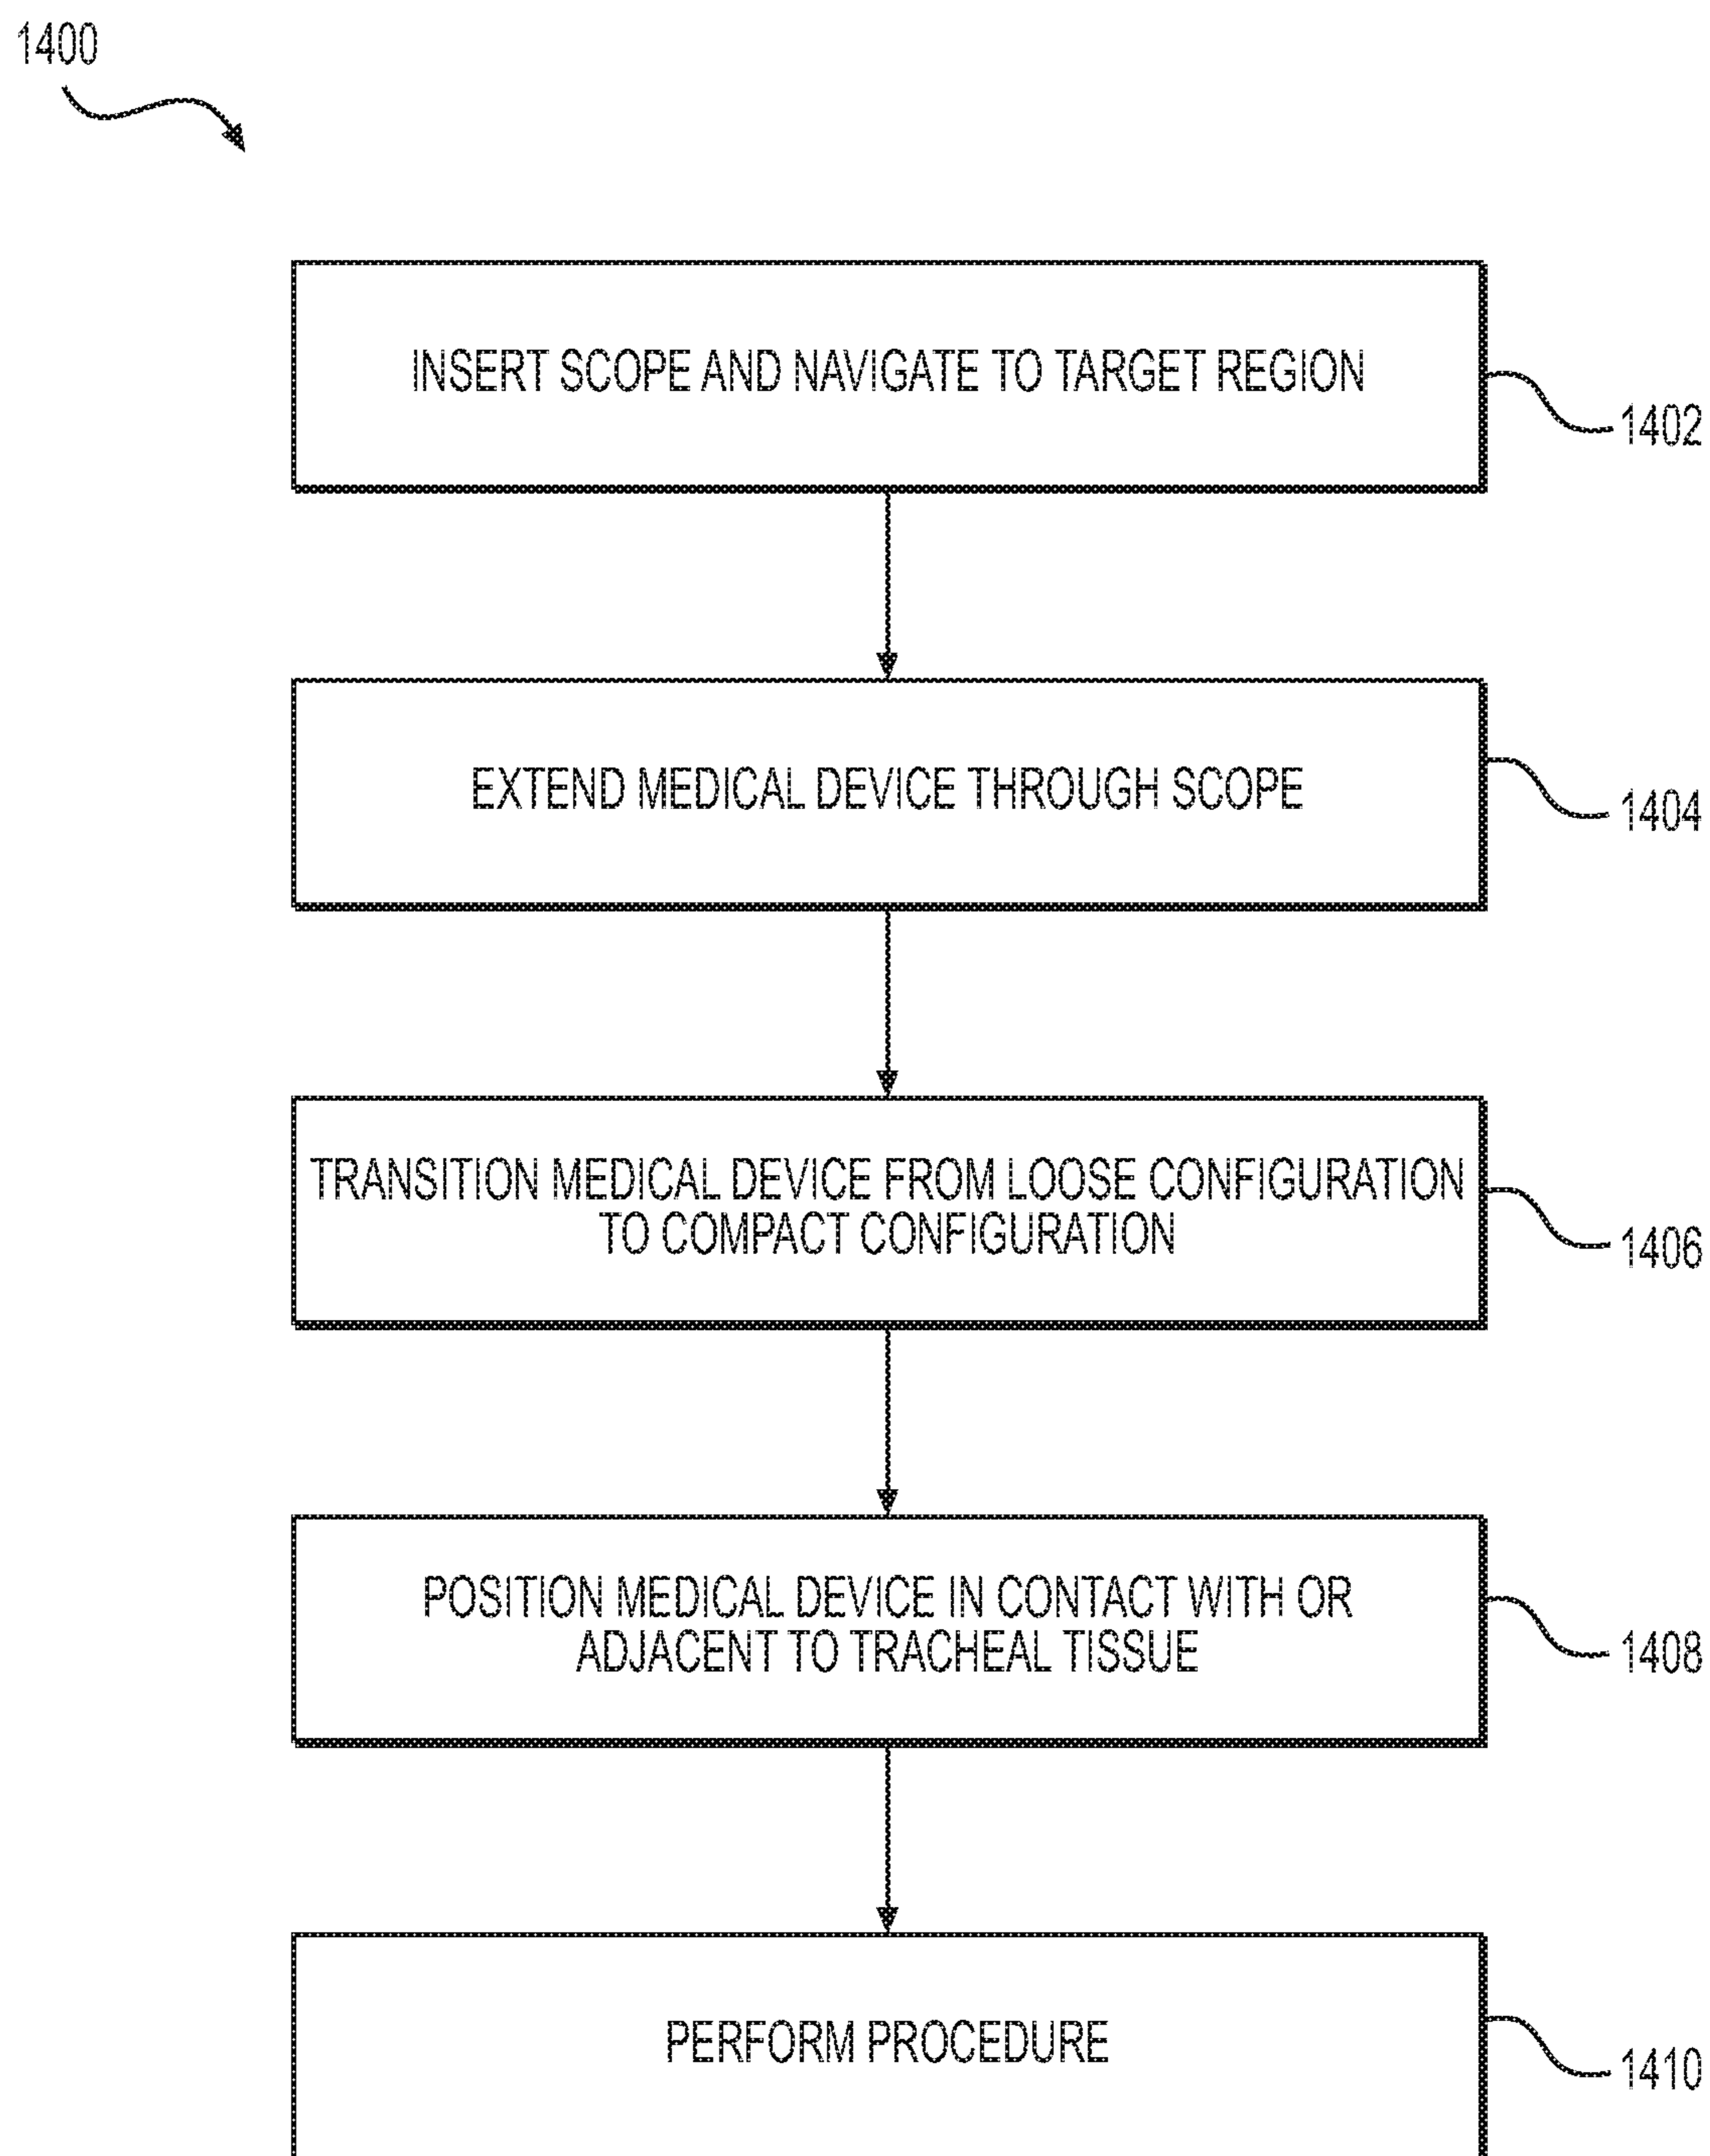 1400
INSERT SCOPE AND NAVIGATE TO TARGET REGION
1402
EXTEND MEDICAL DEVICE THROUGH SCOPE
1404
TRANSITION MEDICAL DEVICE FROM LOOSE CONFIGURATION
TO COMPACT CONFIGURATION
1406
POSITION MEDICAL DEVICE IN CONTACT WITH OR
ADJACENT TO TRACHEAL TISSUE
1408
PERFORM PROCEDURE
1410